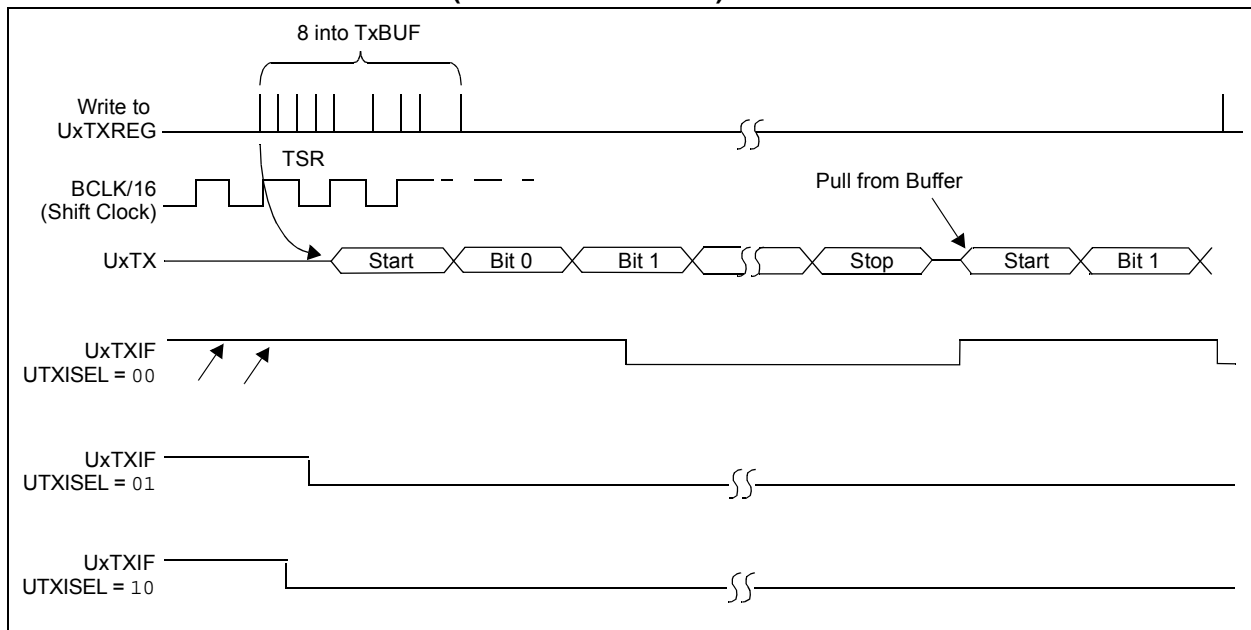 8 into TxBUF
Write to
UxTXREG
TSR
BCLK/16
(Shift Clock)
Pull from Buffer
UxTX
Start
Bit 0
Bit 1
Stop
Start
Bit 1
UxTXIF
UTXISEL = 00
UxTXIF
UTXISEL = 01
UxTXIF
UTXISEL = 10